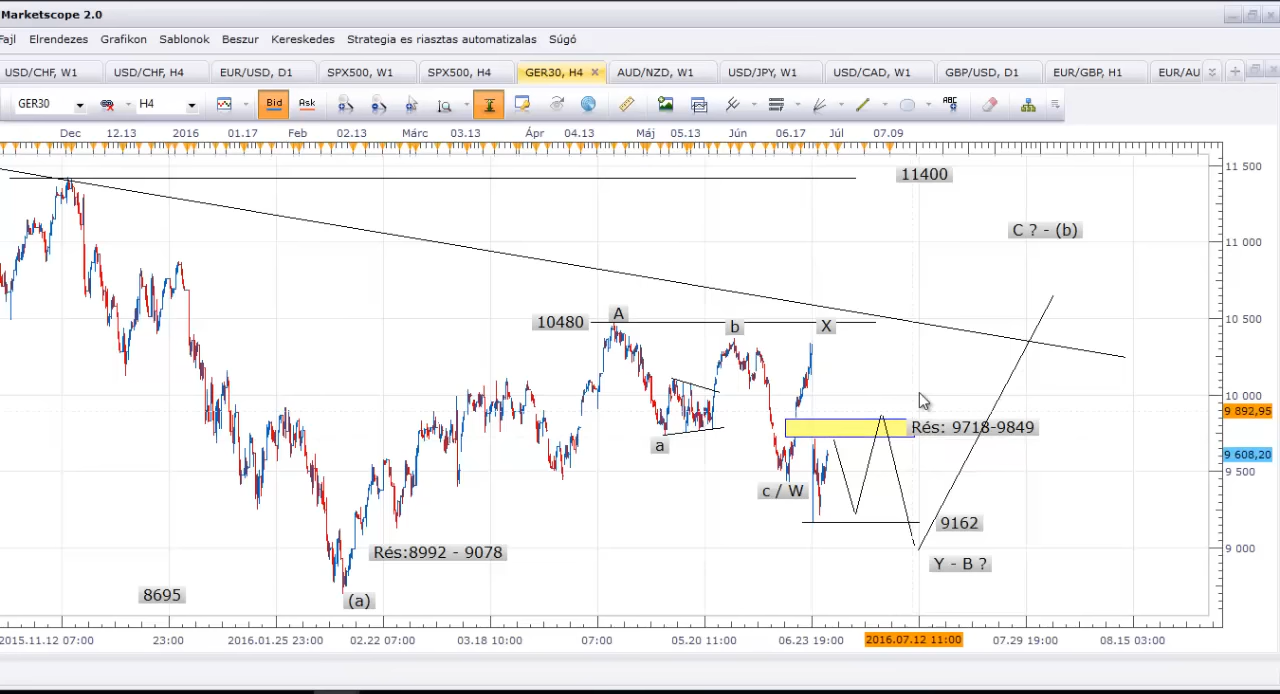 Marketscope 2.0
Fajl Elrendezes Grafikon Sablonok Beszur Kereskedes Strategia es riasztas automatizalas Súgó
USD/CHF, W1 USD/CHF, H4 EUR/USD, D1 SPX500, W1 SPX500, H4 GER30, H4 AUD/NZD, W1 USD/JPY, W1 USD/CAD, W1 GBP/USD, D1 EUR/GBP, H1 EUR/AU
GER30 H4 Bid Ask ABC
Dec 12.13 2016 01.17 Feb 02.13 Márc 03.13 Ápr 04.13 Máj 05.13 Jún 06.17 Júl 07.09
11400
11 500
C ? - (b)
11 000
A
10480
b
X
10 500
10 000
9 892,95
Rés: 9718-9849
a
9 608,20
9 500
c / W
9162
Rés:8992 - 9078
9 000
Y - B ?
8695
(a)
2015.11.12 07:00 23:00 2016.01.25 23:00 02.22 07:00 03.18 10:00 07:00 05.20 11:00 06.23 19:00 2016.07.12 11:00 07.29 19:00 08.15 03:00